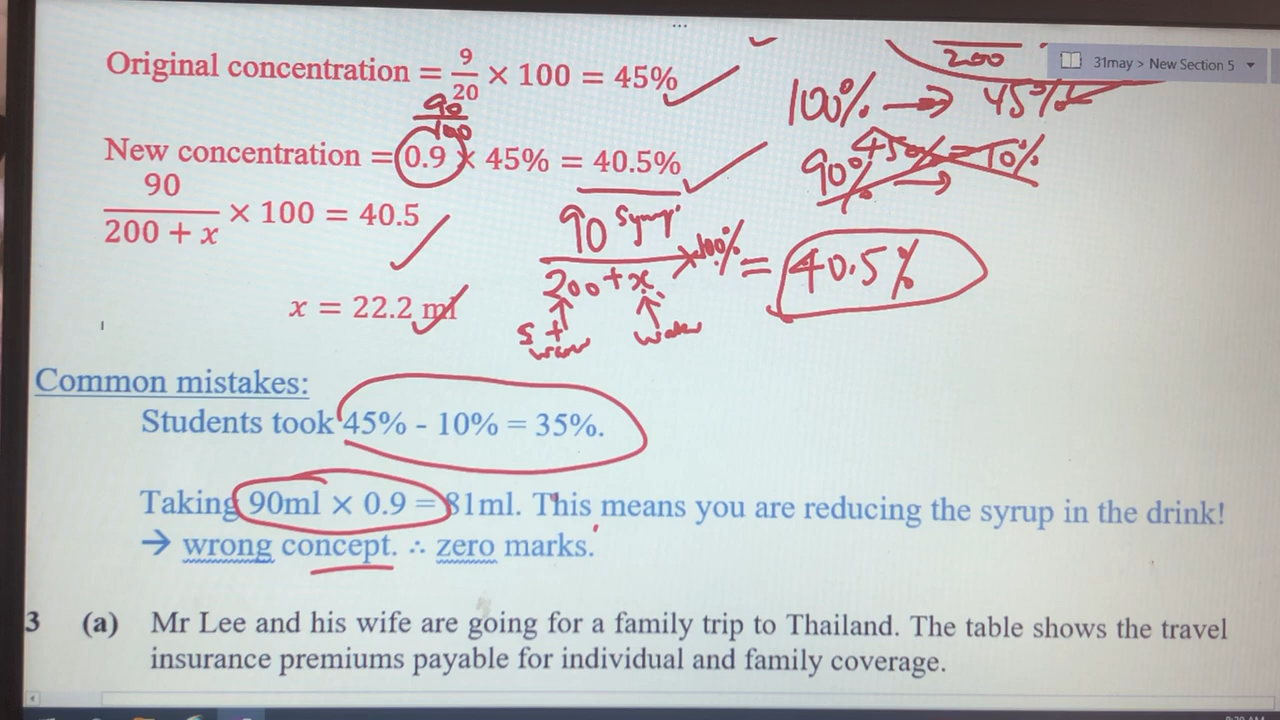 ...
200
31may > New Section 5
Original concentration = 9/20 × 100 = 45%
100% → 45%
90/100
New concentration = 0.9 × 45% = 40.5%
45% - 10%
90% →
90/(200 + x) × 100 = 40.5
90 syrup/(200 + x) × 100% = 40.5%
x = 22.2 ml
S + water
water
Common mistakes:
Students took 45% - 10% = 35%.
Taking 90ml × 0.9 = 81ml. This means you are reducing the syrup in the drink!
→ wrong concept. ∴ zero marks.
3 (a) Mr Lee and his wife are going for a family trip to Thailand. The table shows the travel
insurance premiums payable for individual and family coverage.